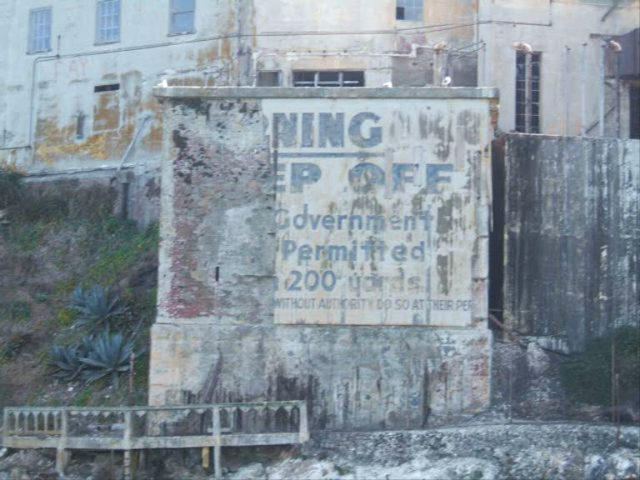 NING
EP OFF
Government
Permitted
200 yards
WITHOUT AUTHORITY DO SO AT THEIR PER